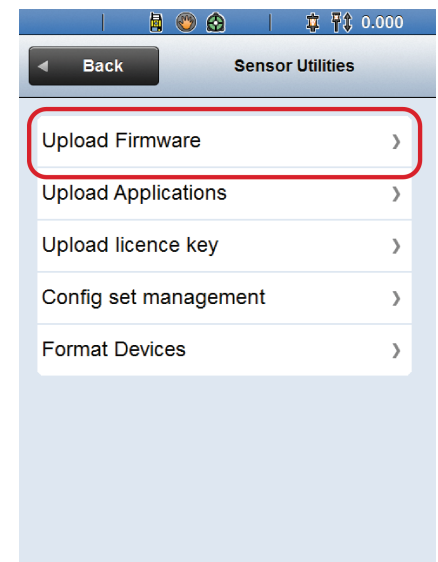 0.000
Back
Sensor Utilities
Upload Firmware
Upload Applications
Upload licence key
Config set management
Format Devices